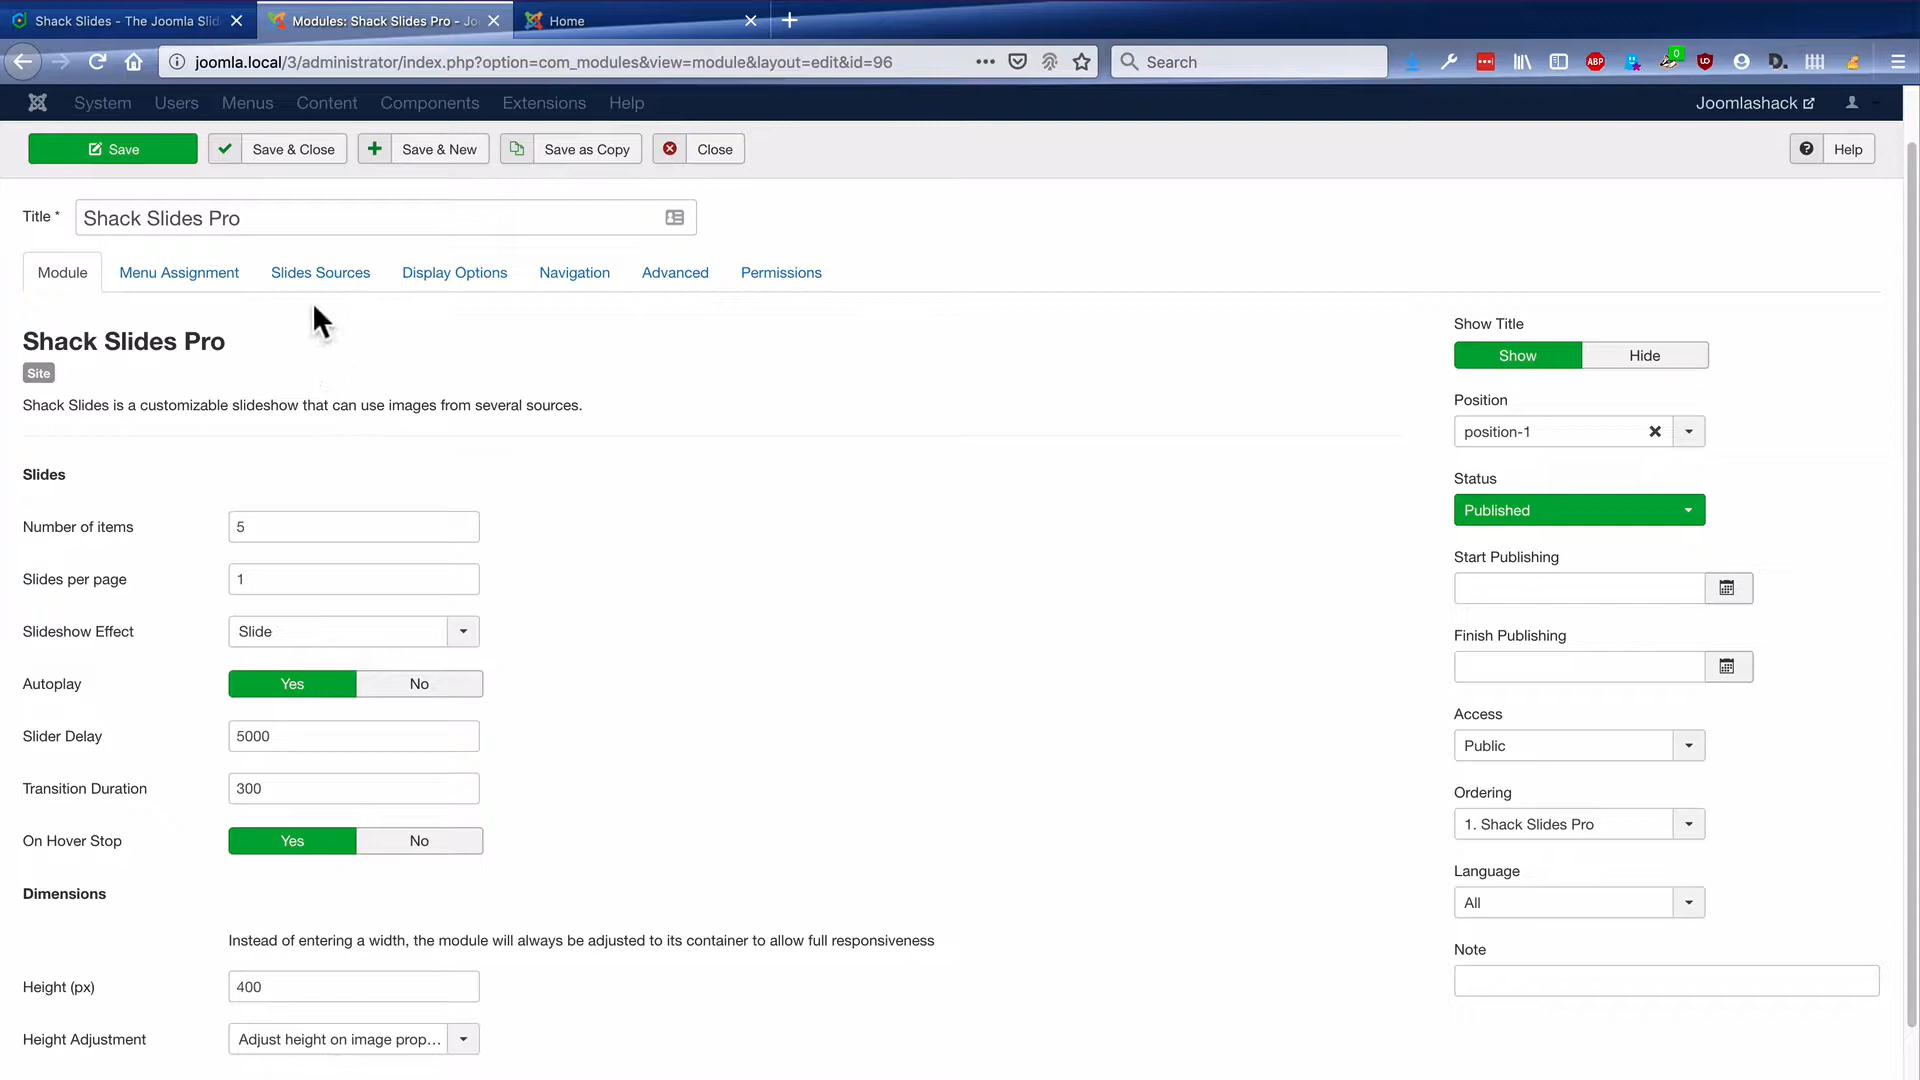 Shack Slides - The Joomla Slid
Modules: Shack Slides Pro - Jo
Home
joomla.local/3/administrator/index.php?option=com_modules&view=module&layout=edit&id=96
Search
ABP
0
D.
System Users Menus Content Components Extensions Help
Joomlashack
Save
Save & Close
Save & New
Save as Copy
Close
Help
Title *
Shack Slides Pro
Module Menu Assignment Slides Sources Display Options Navigation Advanced Permissions
Shack Slides Pro
Site
Shack Slides is a customizable slideshow that can use images from several sources.
Slides
Number of items
5
Slides per page
1
Slideshow Effect
Slide
Autoplay
Yes No
Slider Delay
5000
Transition Duration
300
On Hover Stop
Yes No
Dimensions
Instead of entering a width, the module will always be adjusted to its container to allow full responsiveness
Height (px)
400
Height Adjustment
Adjust height on image prop...
Show Title
Show Hide
Position
position-1
Status
Published
Start Publishing
Finish Publishing
Access
Public
Ordering
1. Shack Slides Pro
Language
All
Note